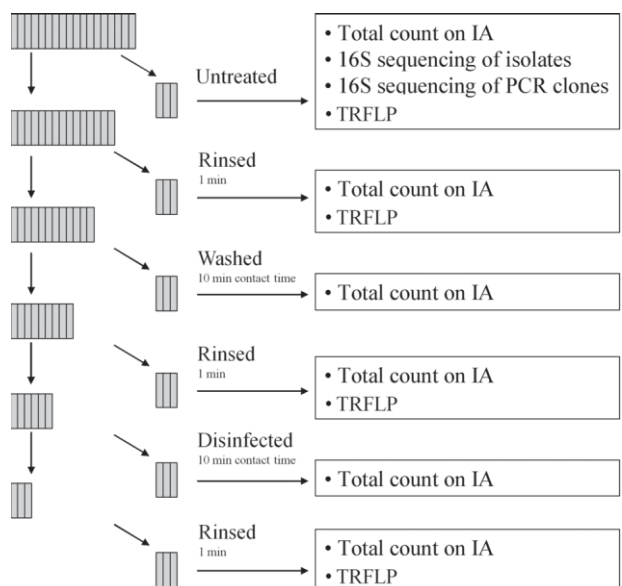 Untreated
• Total count on IA
• 16S sequencing of isolates
• 16S sequencing of PCR clones
• TRFLP
Rinsed
1 min
• Total count on IA
• TRFLP
Washed
10 min contact time
• Total count on IA
Rinsed
1 min
• Total count on IA
• TRFLP
Disinfected
10 min contact time
• Total count on IA
Rinsed
1 min
• Total count on IA
• TRFLP